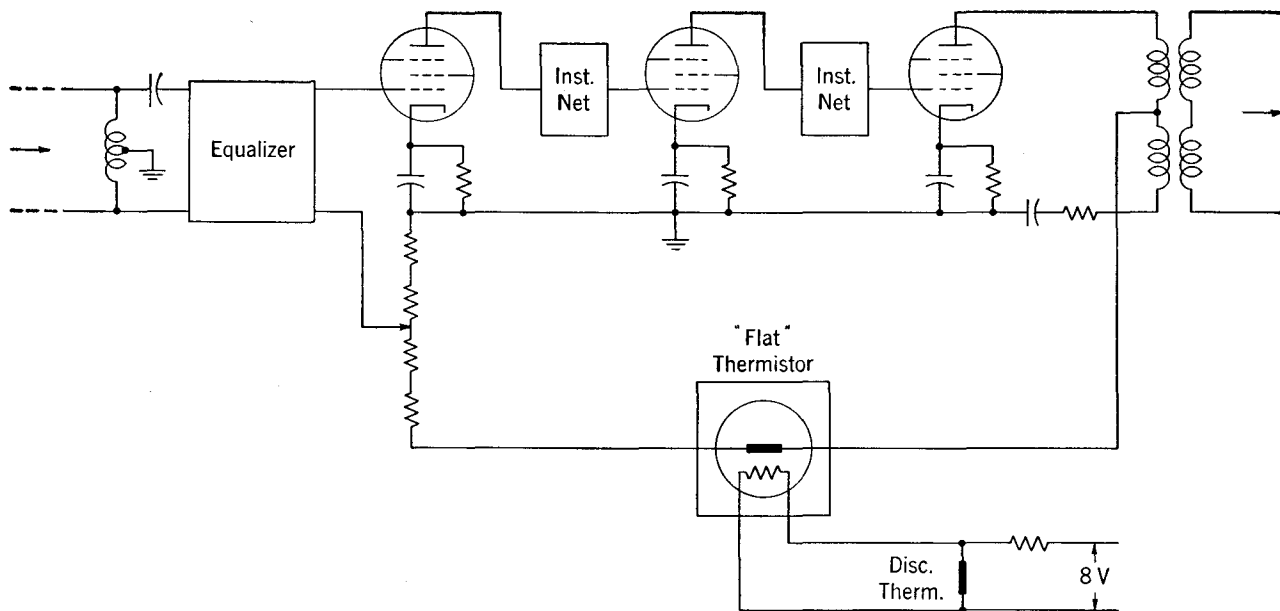 Equalizer
Inst.
Net
Inst.
Net
"Flat"
Thermistor
Disc.
Therm.
8 V